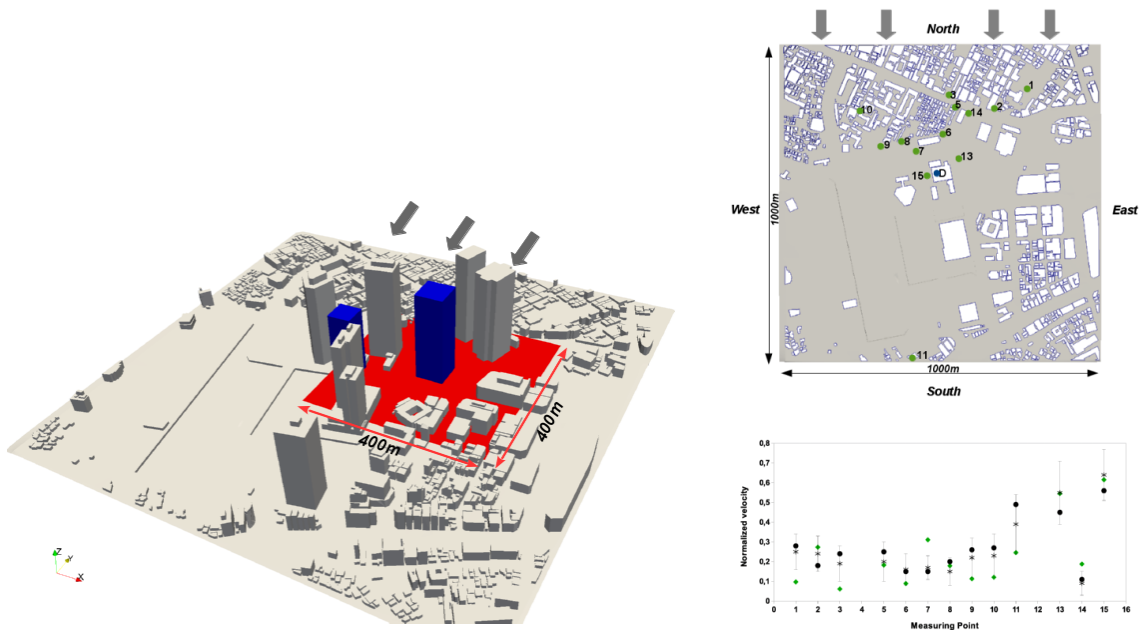 400m
400m
Z
Y
X
North
1
3
5
2
14
10
6
8
9
7
13
15
D
West
1000m
East
11
1000m
South
0,8
0,7
0,6
0,5
0,4
0,3
0,2
0,1
0
Normalized velocity
0 1 2 3 4 5 6 7 8 9 10 11 12 13 14 15 16
Measuring Point